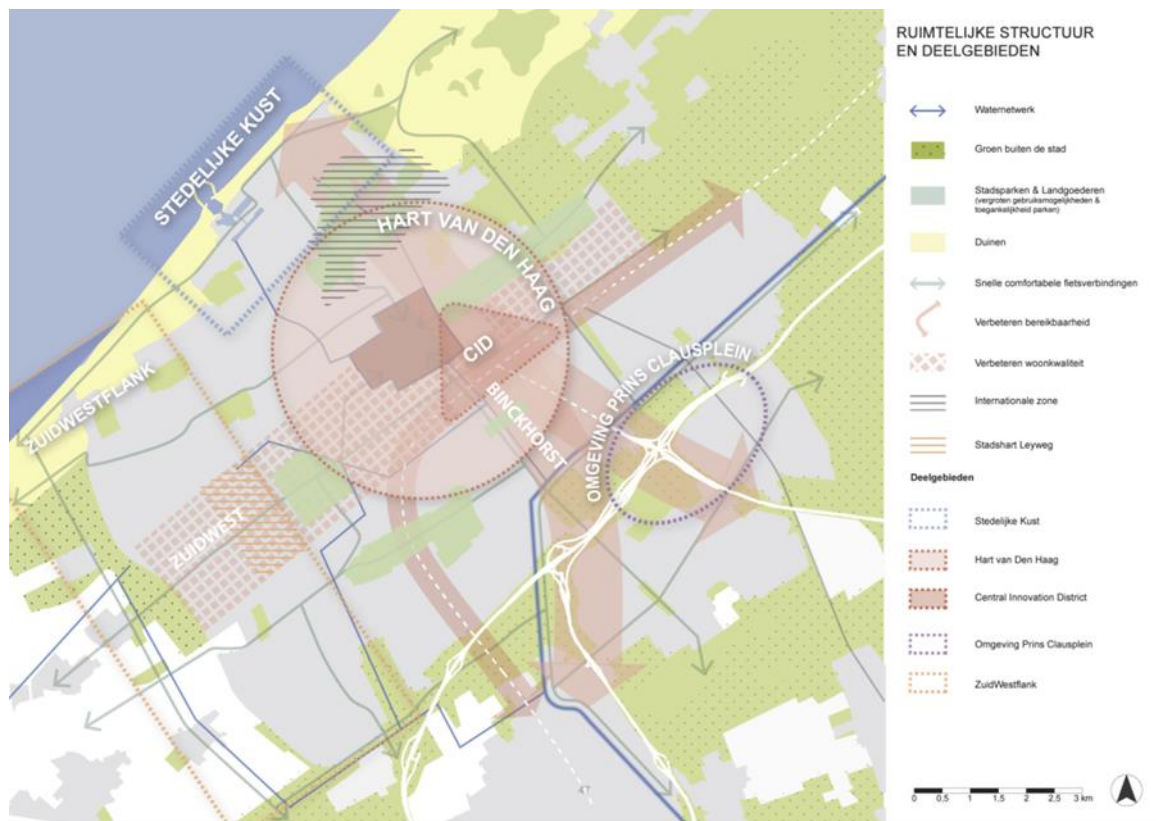 RUIMTELIJKE STRUCTUUR
EN DEELGEBIEDEN
Waternetwerk
Groen buiten de stad
Stadsparken & Landgoederen
(vergroten gebruiksmogelijkheden &
toegankelijkheid parken)
Duinen
Snelle comfortabele fietsverbindingen
Verbeteren bereikbaarheid
Verbeteren woonkwaliteit
Internationale zone
Stadshart Leyweg
Deelgebieden
Stedelijke Kust
Hart van Den Haag
Central Innovation District
Omgeving Prins Clausplein
ZuidWestflank
0 0,5 1 1,5 2 2,5 3 km
STEDELIJKE KUST
HART VAN DEN HAAG
CID
BINCKHORST
OMGEVING PRINS CLAUSPLEIN
ZUIDWESTFLANK
ZUIDWEST